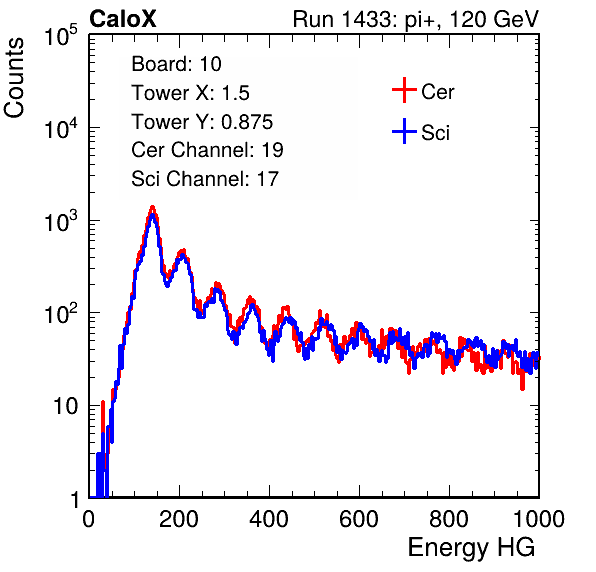 CaloX Run 1433: pi+, 120 GeV
Counts
Board: 10
Tower X: 1.5
Tower Y: 0.875
Cer Channel: 19
Sci Channel: 17
Cer
Sci
10^5
10^4
10^3
10^2
10
1
0 200 400 600 800 1000
Energy HG